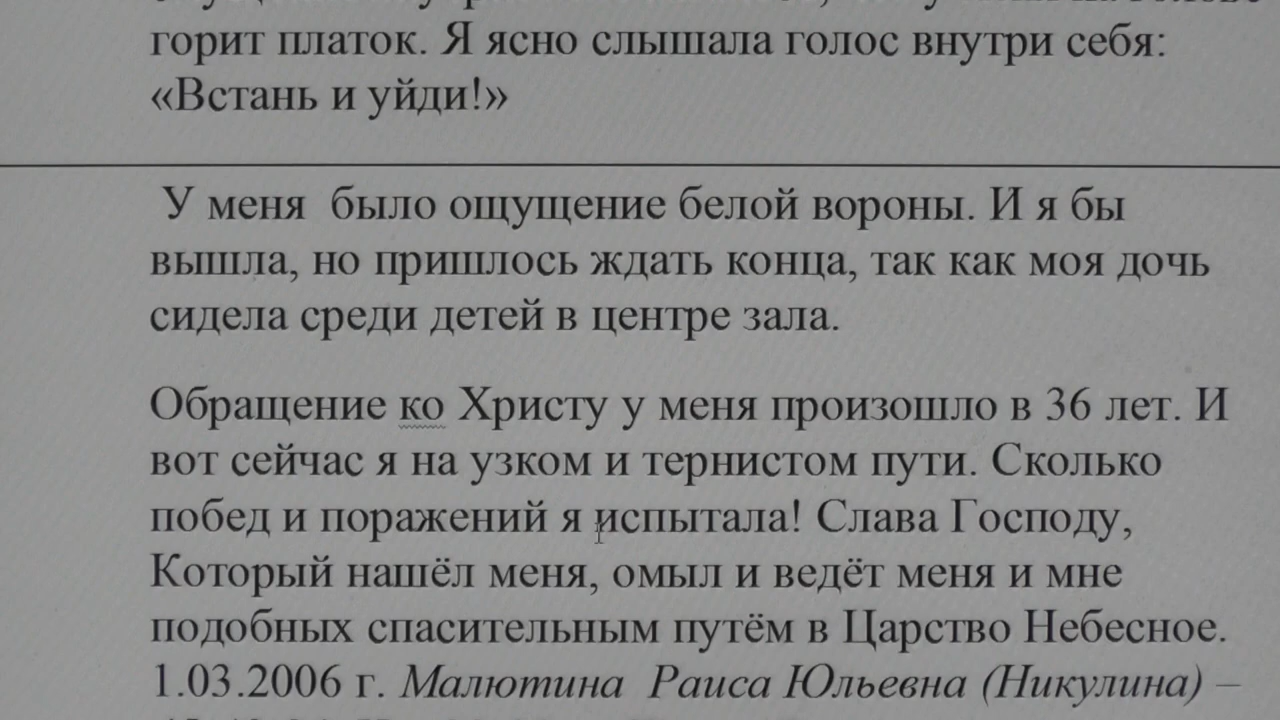 горит платок. Я ясно слышала голос внутри себя:
«Встань и уйди!»
У меня  было ощущение белой вороны. И я бы
вышла, но пришлось ждать конца, так как моя дочь
сидела среди детей в центре зала.
Обращение ко Христу у меня произошло в 36 лет. И
вот сейчас я на узком и тернистом пути. Сколько
побед и поражений я испытала! Слава Господу,
Который нашёл меня, омыл и ведёт меня и мне
подобных спасительным путём в Царство Небесное.
1.03.2006 г. Малютина  Раиса Юльевна (Никулина) –